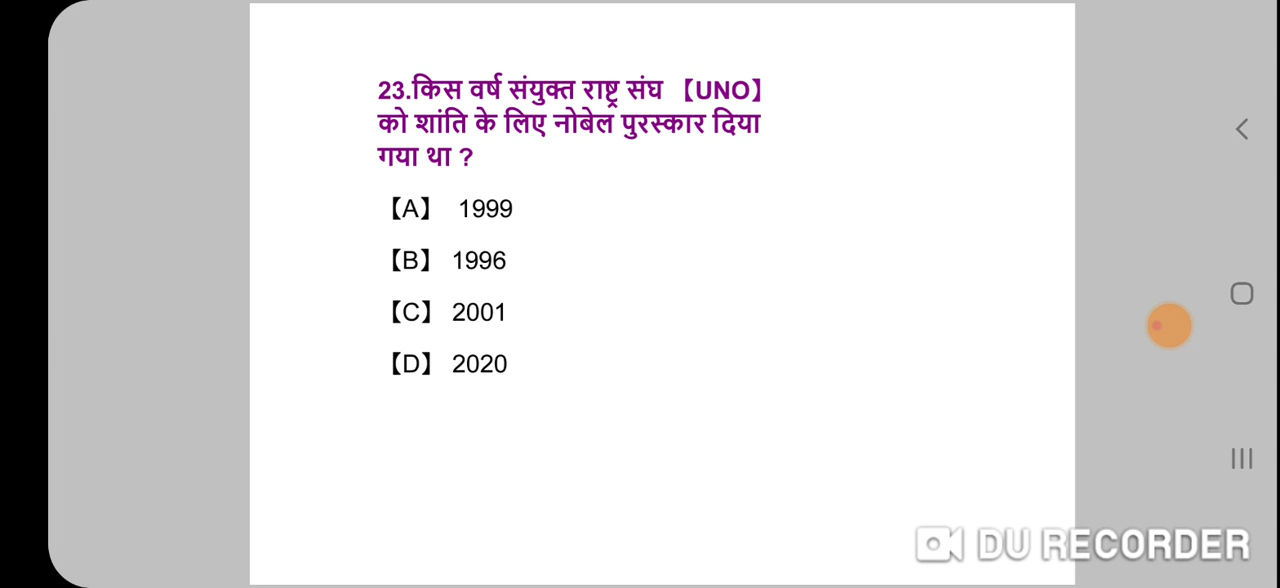 23.किस वर्ष संयुक्त राष्ट्र संघ 【UNO】
को शांति के लिए नोबेल पुरस्कार दिया
गया था ?
【A】 1999
【B】 1996
【C】 2001
【D】 2020
DU RECORDER